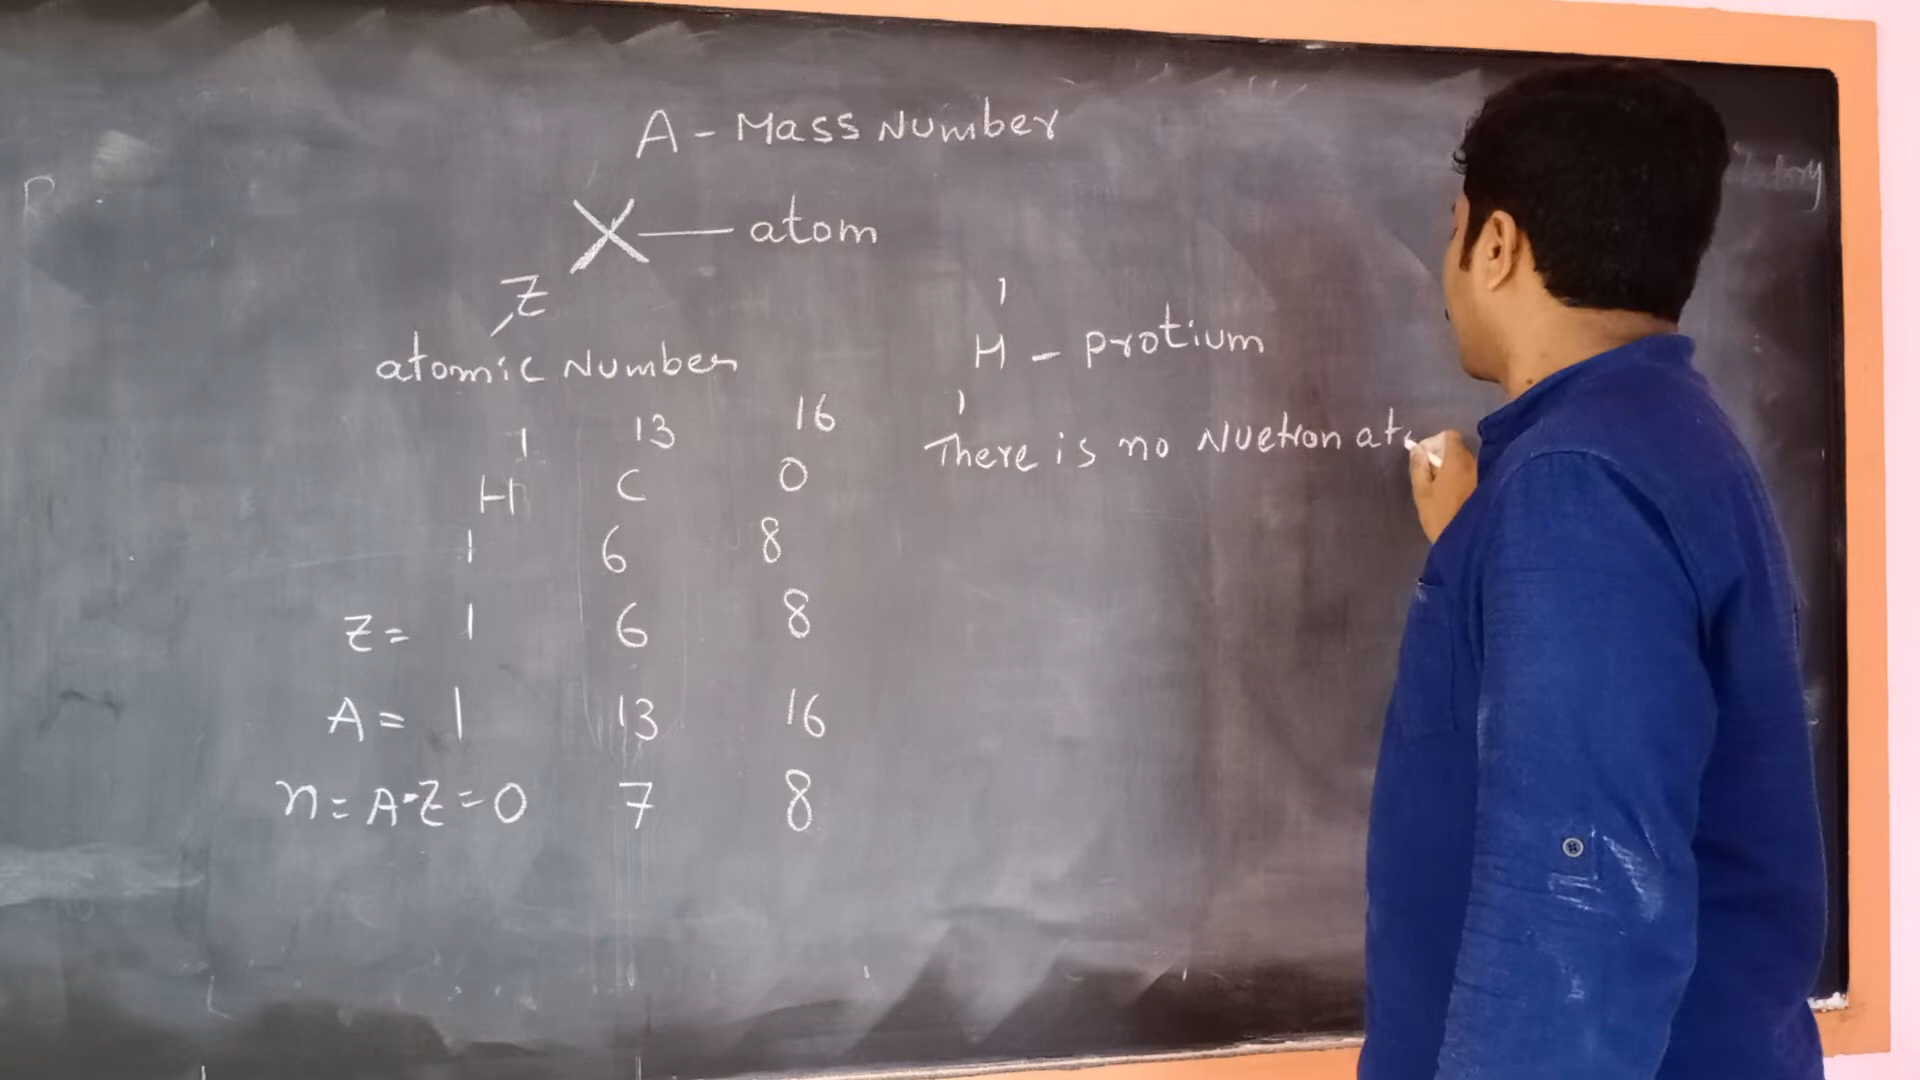 A - Mass Number
X — atom
Z
atomic Number
1 13 16
H C O
1 6 8
Z = 1 6 8
A = 1 13 16
n = A-Z = 0 7 8
1
H - Protium
1
There is no Nuetron